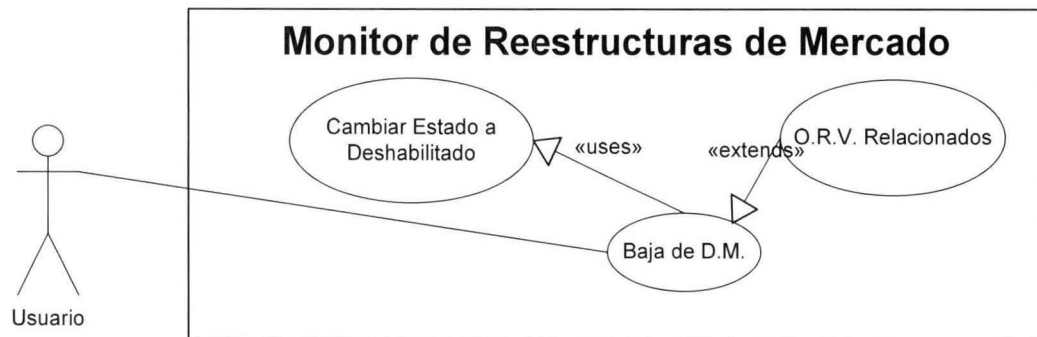 Monitor de Reestructuras de Mercado
Cambiar Estado a
Deshabilitado
«uses»
«extends»
O.R.V. Relacionados
Baja de D.M.
Usuario